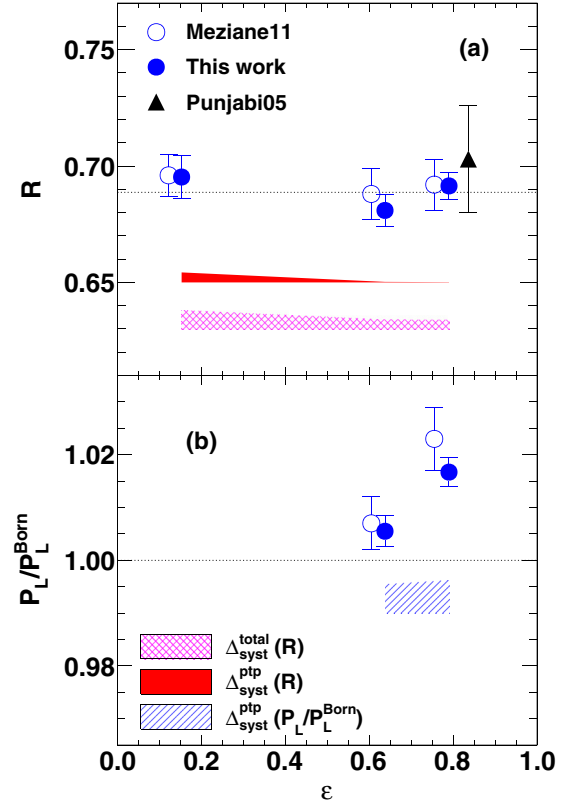 0.75
Meziane11
(a)
This work
Punjabi05
0.70
R
0.65
(b)
1.02
P_L/P_L^Born
1.00
0.98
Δ_syst^total (R)
Δ_syst^ptp (R)
Δ_syst^ptp (P_L/P_L^Born)
0.0 0.2 0.4 0.6 0.8 1.0
ε